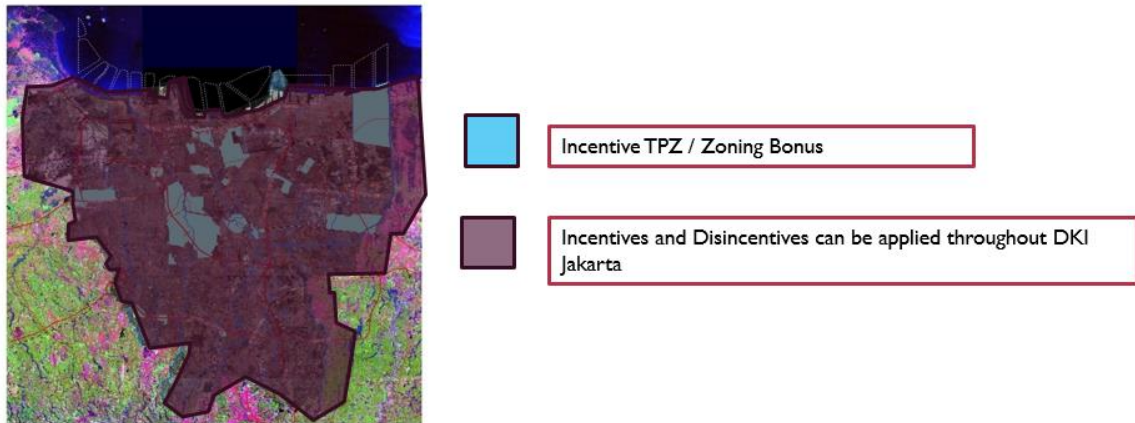 Incentive TPZ / Zoning Bonus
Incentives and Disincentives can be applied throughout DKI
Jakarta